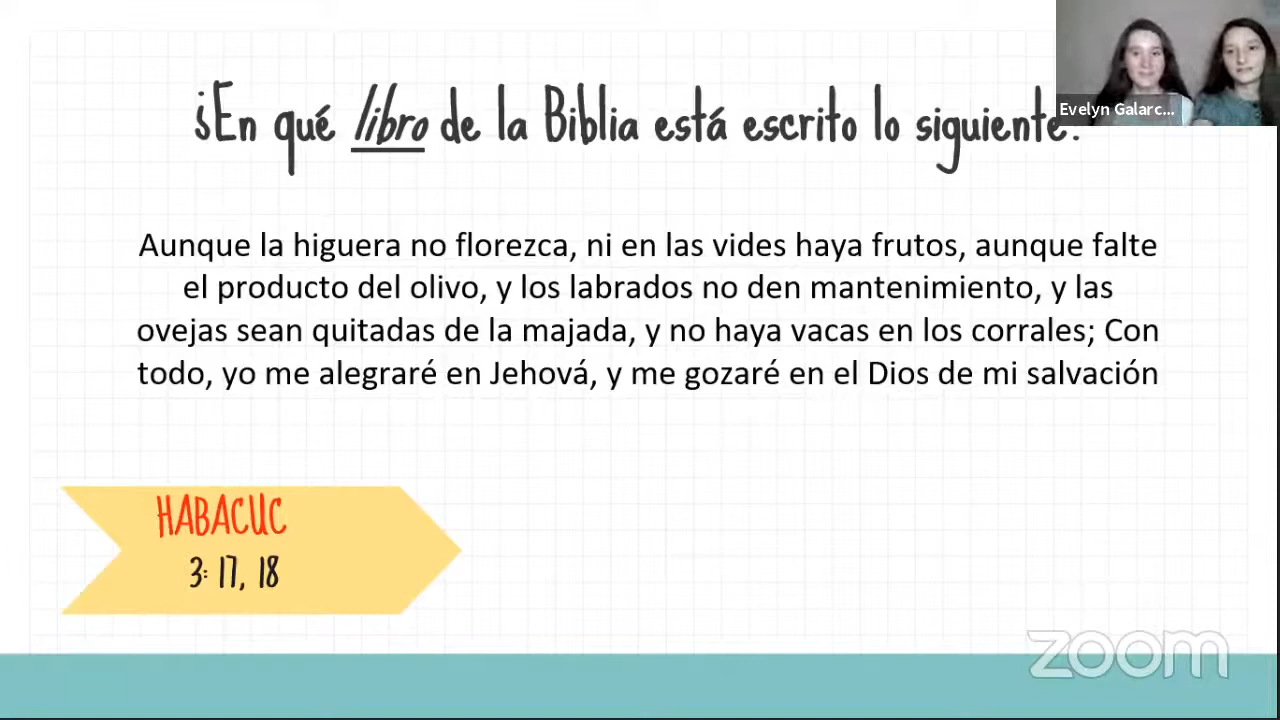 ¿En qué libro de la Biblia está escrito lo siguiente?
Evelyn Galarc...
Aunque la higuera no florezca, ni en las vides haya frutos, aunque falte
el producto del olivo, y los labrados no den mantenimiento, y las
ovejas sean quitadas de la majada, y no haya vacas en los corrales; Con
todo, yo me alegraré en Jehová, y me gozaré en el Dios de mi salvación
HABACUC
3: 17, 18
zoom